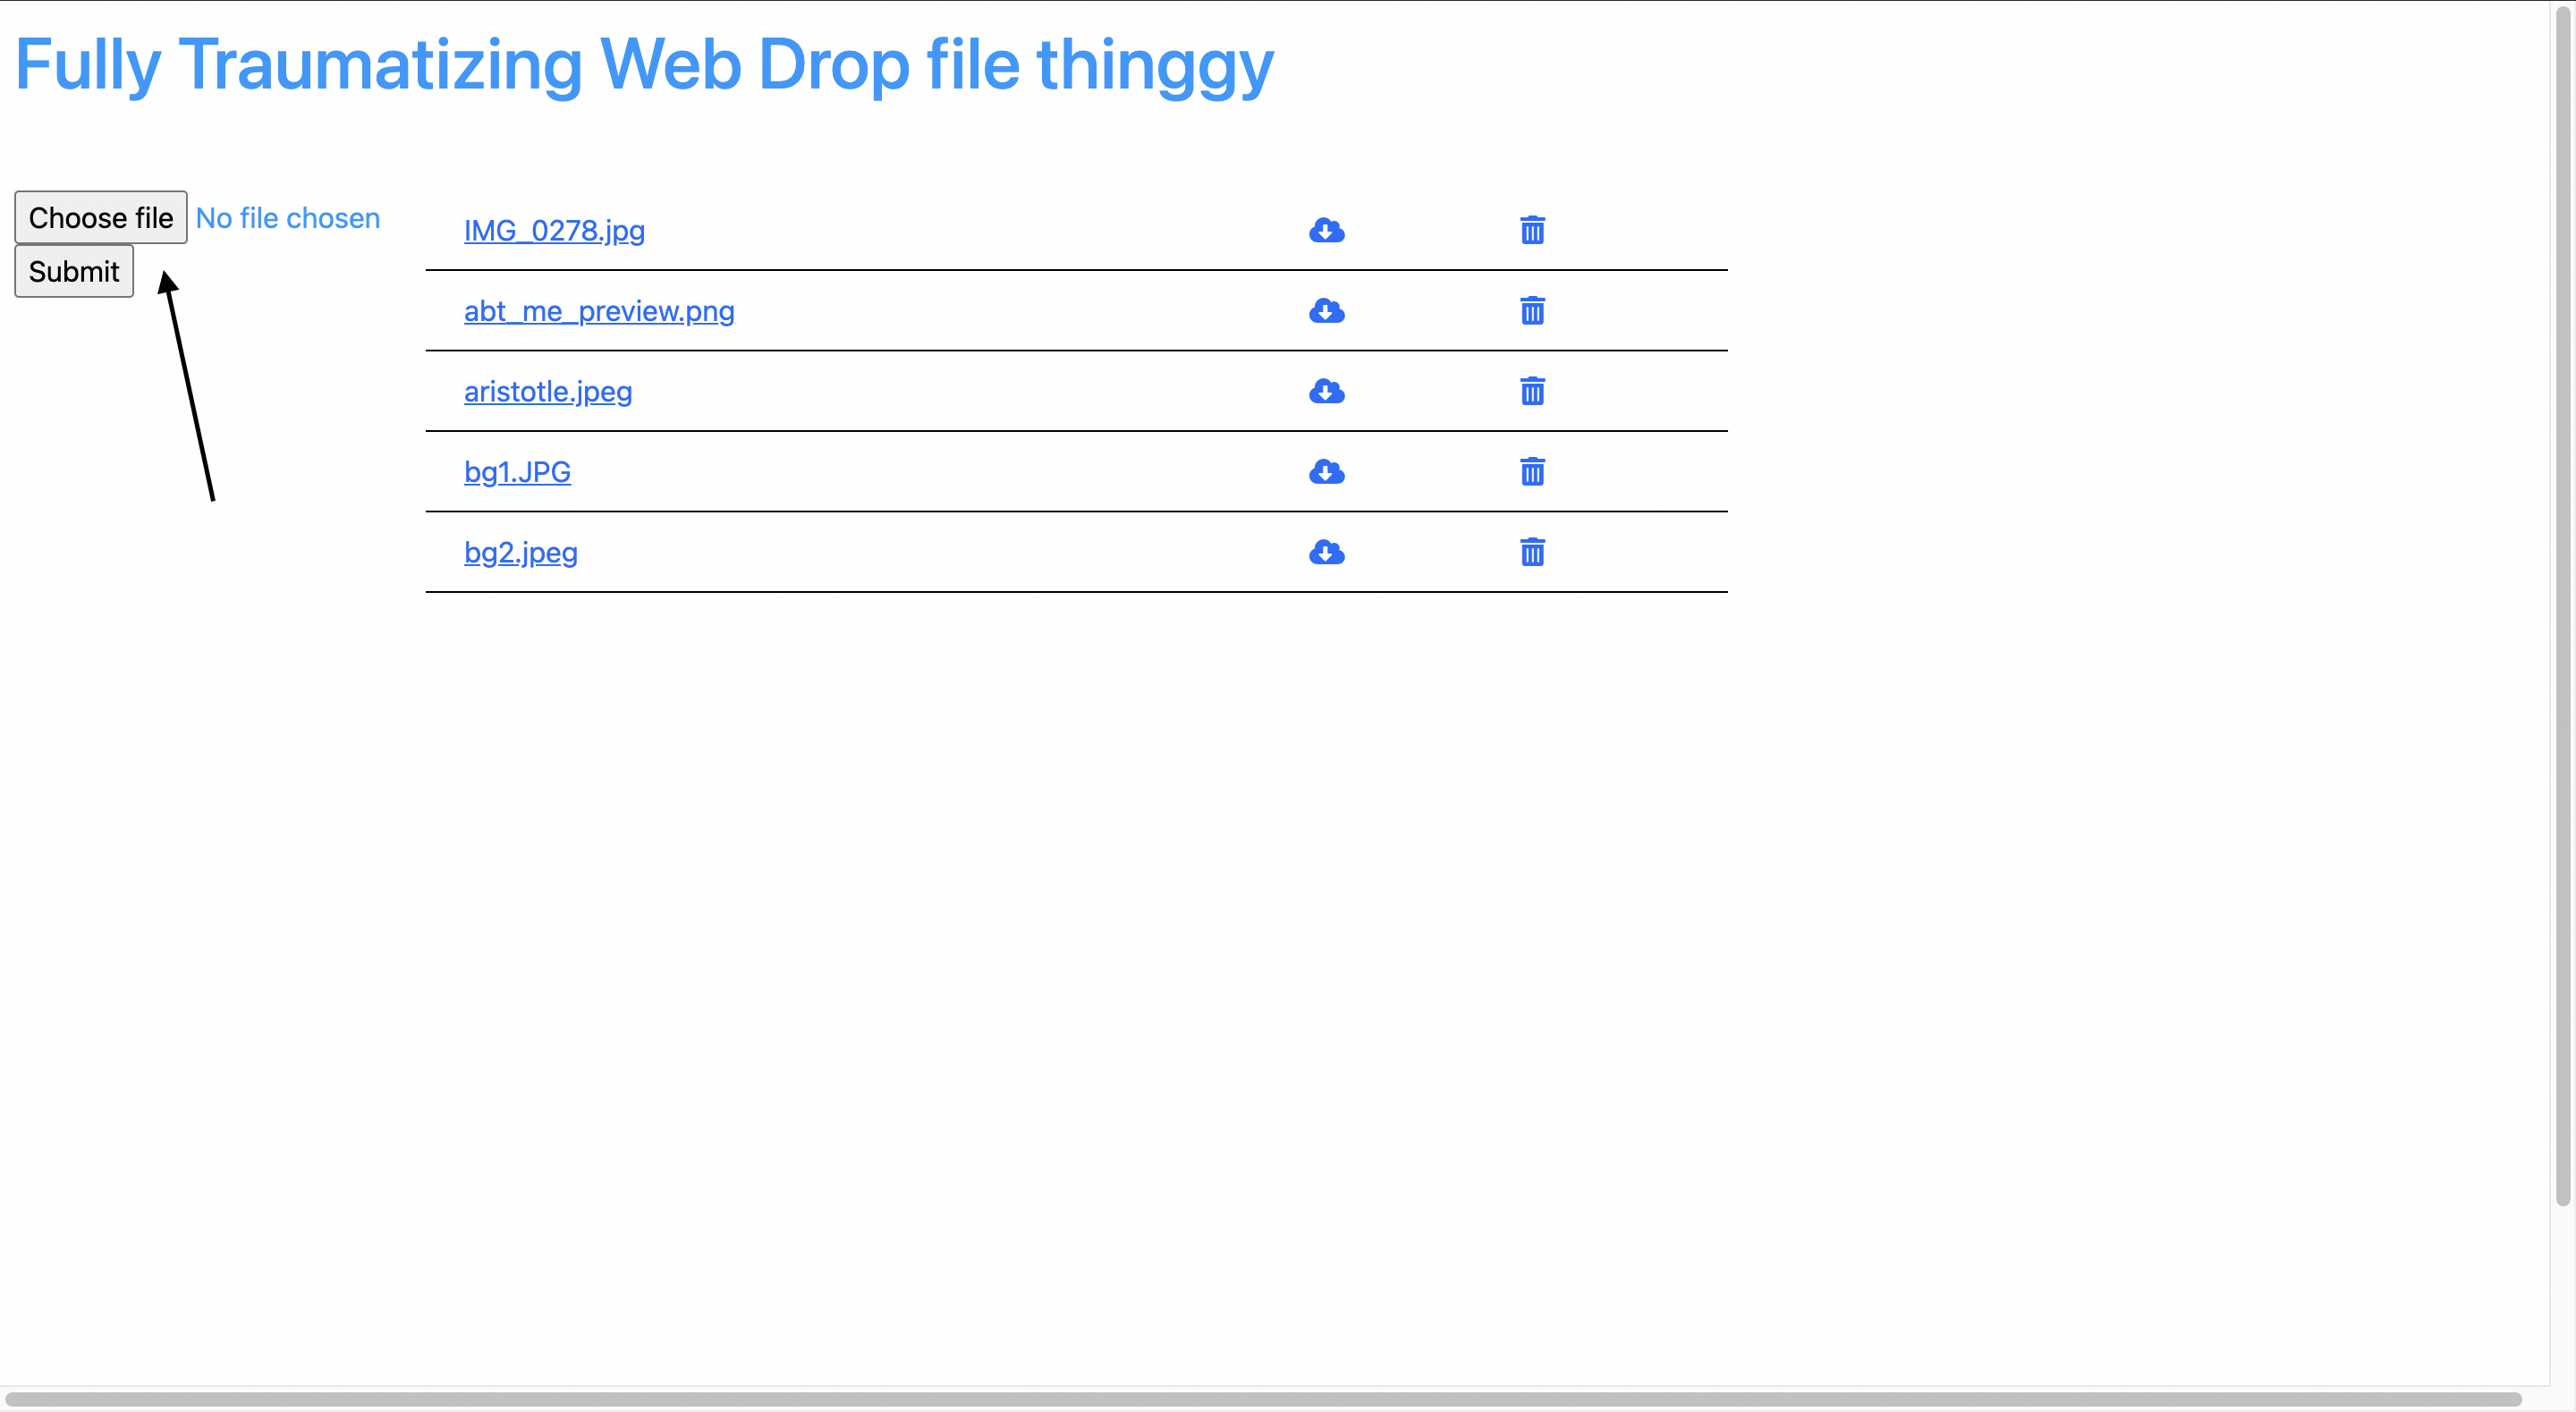 Fully Traumatizing Web Drop file thinggy
Choose file No file chosen
Submit
IMG_0278.jpg
abt_me_preview.png
aristotle.jpeg
bg1.JPG
bg2.jpeg